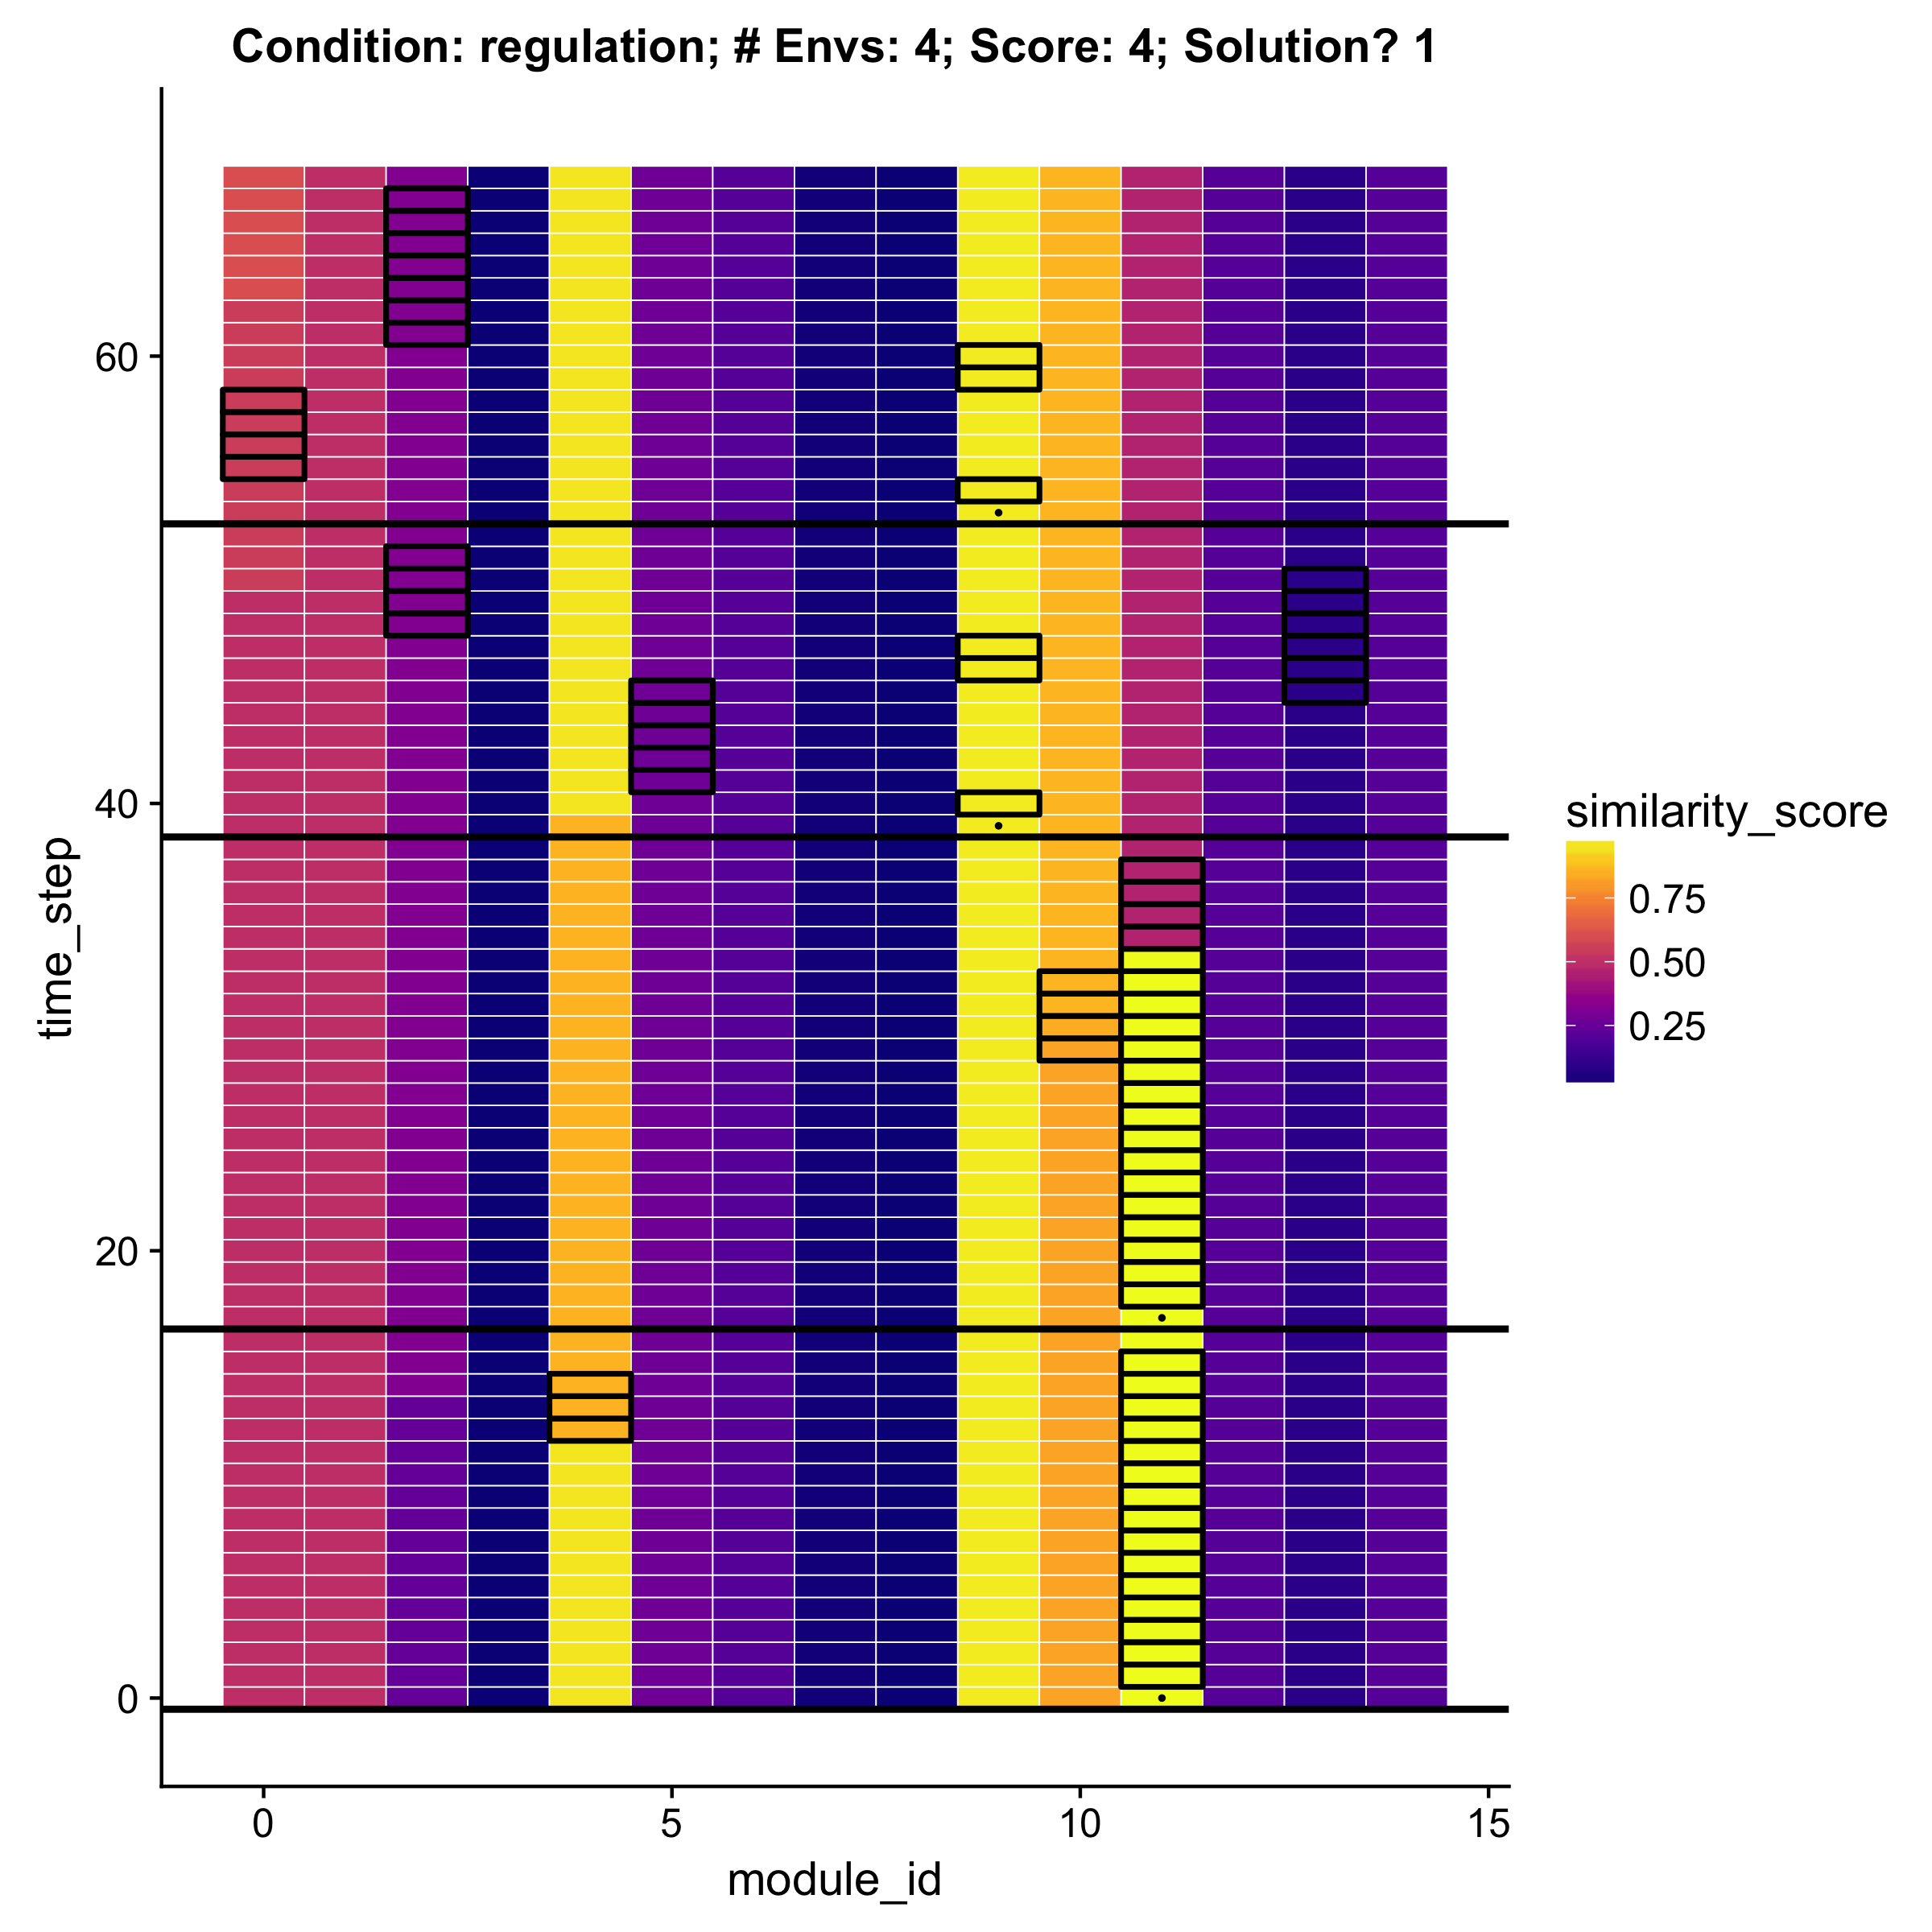 Condition: regulation; # Envs: 4; Score: 4; Solution? 1
time_step
60
40
20
0
0 5 10 15
module_id
similarity_score
0.75
0.50
0.25